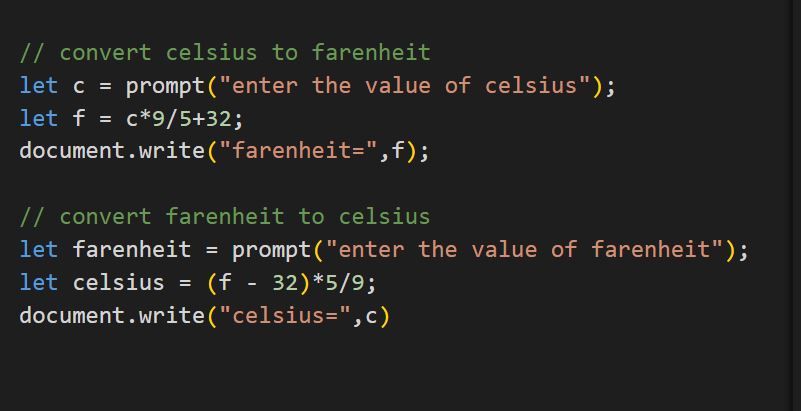 // convert celsius to farenheit
let c = prompt("enter the value of celsius");
let f = c*9/5+32;
document.write("farenheit=",f);
// convert farenheit to celsius
let farenheit = prompt("enter the value of farenheit");
let celsius = (f - 32)*5/9;
document.write("celsius=",c)